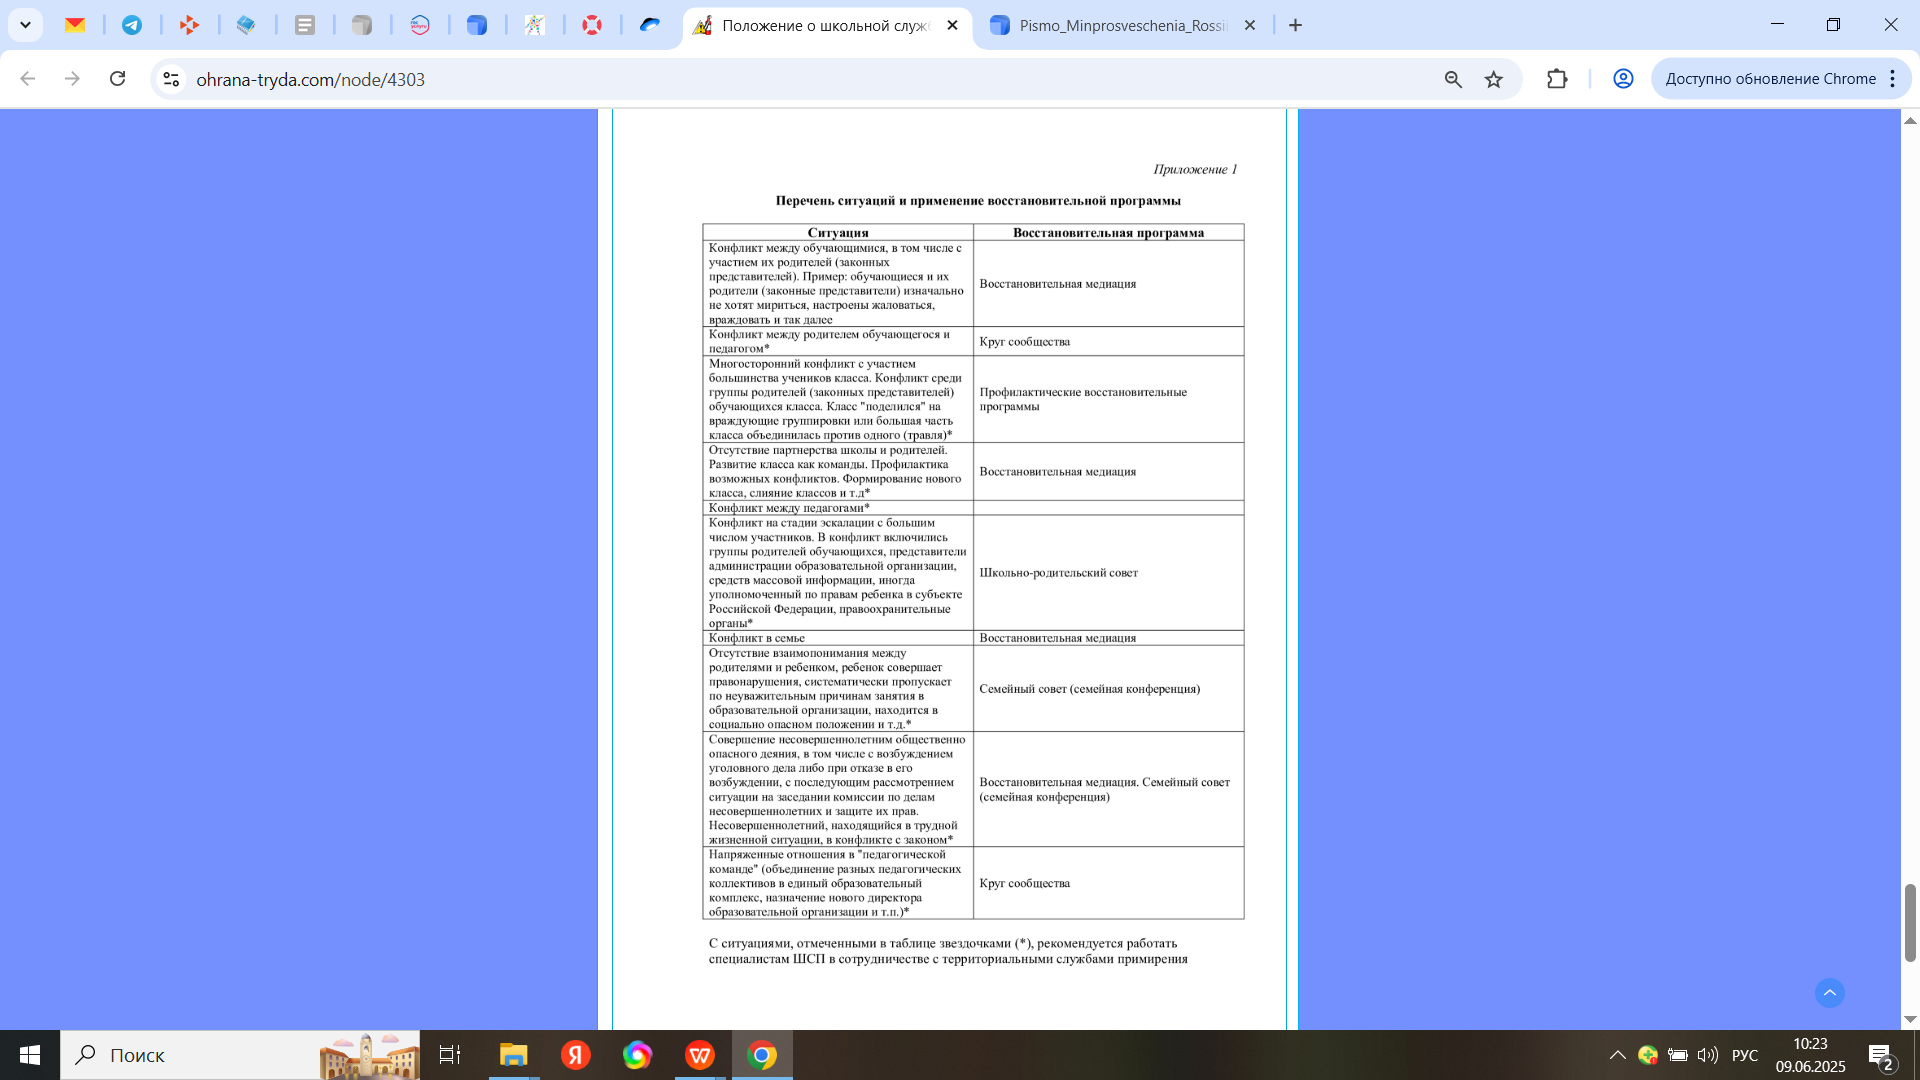 Положение о школьной служ
Pismo_Minprosveschenia_Rossi
ohrana-tryda.com/node/4303
Доступно обновление Chrome
Приложение 1
Перечень ситуаций и применение восстановительной программы
Ситуация
Восстановительная программа
Конфликт между обучающимися, в том числе с
участием их родителей (законных
представителей). Пример: обучающиеся и их
родители (законные представители) изначально
не хотят мириться, настроены жаловаться,
враждовать и так далее
Восстановительная медиация
Конфликт между родителем обучающегося и
педагогом*
Круг сообщества
Многосторонний конфликт с участием
большинства учеников класса. Конфликт среди
группы родителей (законных представителей)
обучающихся класса. Класс "поделился" на
враждующие группировки или большая часть
класса объединилась против одного (травля)*
Профилактические восстановительные
программы
Отсутствие партнерства школы и родителей.
Развитие класса как команды. Профилактика
возможных конфликтов. Формирование нового
класса, слияние классов и т.д*
Восстановительная медиация
Конфликт между педагогами*
Конфликт на стадии эскалации с большим
числом участников. В конфликт включились
группы родителей обучающихся, представители
администрации образовательной организации,
средств массовой информации, иногда
уполномоченный по правам ребенка в субъекте
Российской Федерации, правоохранительные
органы*
Школьно-родительский совет
Конфликт в семье
Восстановительная медиация
Отсутствие взаимопонимания между
родителями и ребенком, ребенок совершает
правонарушения, систематически пропускает
по неуважительным причинам занятия в
образовательной организации, находится в
социально опасном положении и т.д.*
Семейный совет (семейная конференция)
Совершение несовершеннолетним общественно
опасного деяния, в том числе с возбуждением
уголовного дела либо при отказе в его
возбуждении, с последующим рассмотрением
ситуации на заседании комиссии по делам
несовершеннолетних и защите их прав.
Несовершеннолетний, находящийся в трудной
жизненной ситуации, в конфликте с законом*
Восстановительная медиация. Семейный совет
(семейная конференция)
Напряженные отношения в "педагогической
команде" (объединение разных педагогических
коллективов в единый образовательный
комплекс, назначение нового директора
образовательной организации и т.п.)*
Круг сообщества
С ситуациями, отмеченными в таблице звездочками (*), рекомендуется работать
специалистам ШСП в сотрудничестве с территориальными службами примирения
Поиск
РУС
10:23
09.06.2025
2